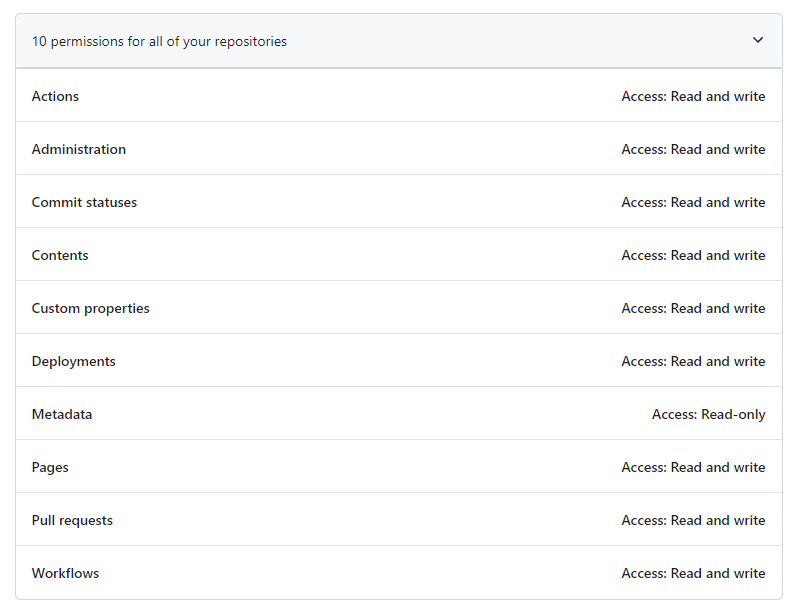 10 permissions for all of your repositories
Actions Access: Read and write
Administration Access: Read and write
Commit statuses Access: Read and write
Contents Access: Read and write
Custom properties Access: Read and write
Deployments Access: Read and write
Metadata Access: Read-only
Pages Access: Read and write
Pull requests Access: Read and write
Workflows Access: Read and write